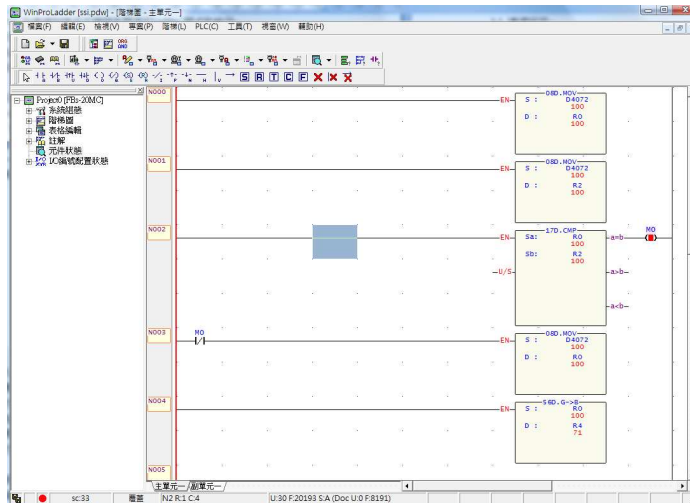 WinProLadder [ssi.pdw] - [階梯圖 - 主單元一]
檔案(F) 編輯(E) 檢視(V) 專案(P) 階梯(L) PLC(C) 工具(T) 視窗(W) 輔助(H)
ORG
AND
S R T C F
Project0 [FBs-20MC]
系統組態
階梯圖
表格編輯
註解
元件狀態
I/O編號配置狀態
N000
08D.MOV
EN S : D4072
100
D : R0
100
N001
08D.MOV
EN S : D4072
100
D : R2
100
N002
17D.CMP
M0
EN Sa: R0 a=b
100
Sb: R2
100
U/S a>b
a<b
N003
M0
08D.MOV
EN S : D4072
100
D : R0
100
N004
56D.G->B
EN S : R0
100
D : R4
71
N005
主單元一 副單元一
sc:33 覆蓋 N2 R:1 C:4 U:30 F:20193 S:A (Doc U:0 F:8191)